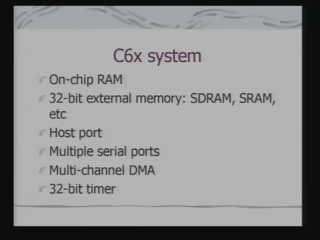 C6x system
On-chip RAM
32-bit external memory: SDRAM, SRAM,
etc
Host port
Multiple serial ports
Multi-channel DMA
32-bit timer